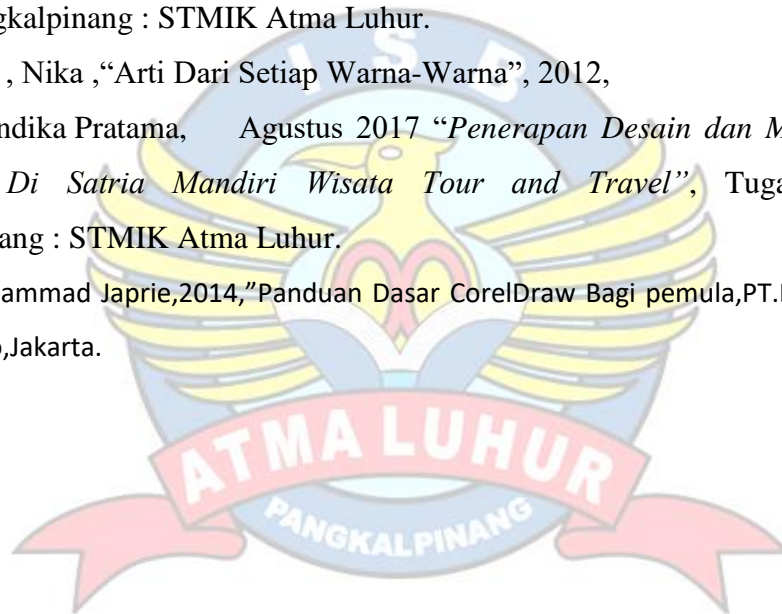 gkalpinang : STMIK Atma Luhur.
, Nika ,“Arti Dari Setiap Warna-Warna”, 2012,
ndika Pratama, Agustus 2017 “Penerapan Desain dan M
Di Satria Mandiri Wisata Tour and Travel”, Tuga
ang : STMIK Atma Luhur.
ammad Japrie,2014,”Panduan Dasar CorelDraw Bagi pemula,PT.
,Jakarta.
I S B
ATMA LUHUR
PANGKALPINANG